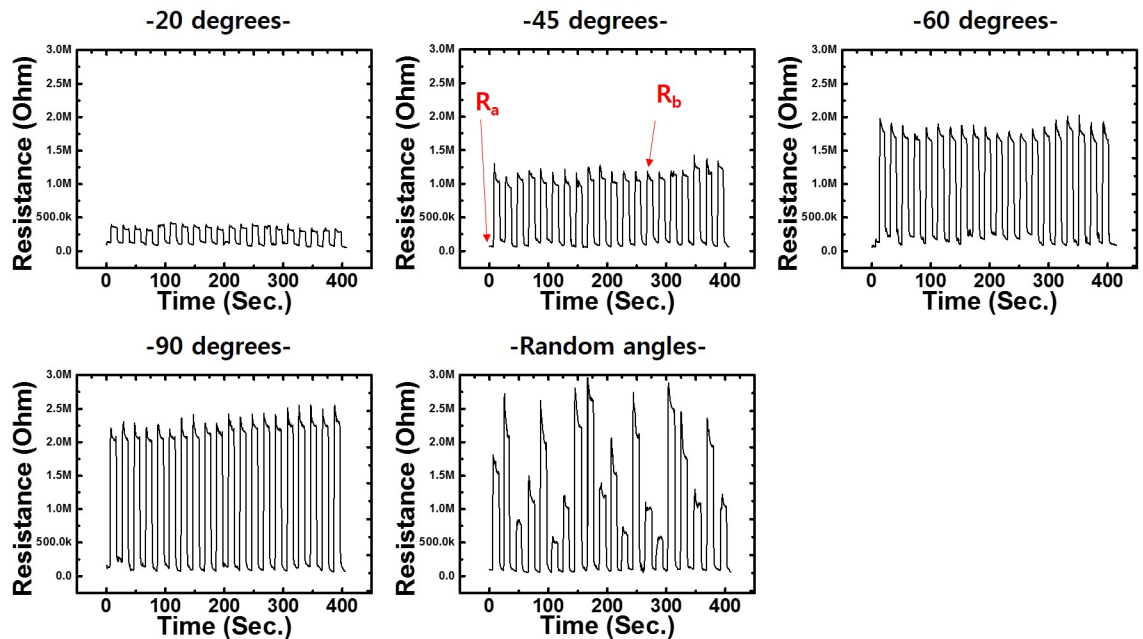 -20 degrees-
3.0M
2.5M
2.0M
1.5M
1.0M
500.0k
0.0
Resistance (Ohm)
0 100 200 300 400
Time (Sec.)
-45 degrees-
3.0M
2.5M
2.0M
1.5M
1.0M
500.0k
0.0
Resistance (Ohm)
Ra
Rb
0 100 200 300 400
Time (Sec.)
-60 degrees-
3.0M
2.5M
2.0M
1.5M
1.0M
500.0k
0.0
Resistance (Ohm)
0 100 200 300 400
Time (Sec.)
-90 degrees-
3.0M
2.5M
2.0M
1.5M
1.0M
500.0k
0.0
Resistance (Ohm)
0 100 200 300 400
Time (Sec.)
-Random angles-
3.0M
2.5M
2.0M
1.5M
1.0M
500.0k
0.0
Resistance (Ohm)
0 100 200 300 400
Time (Sec.)